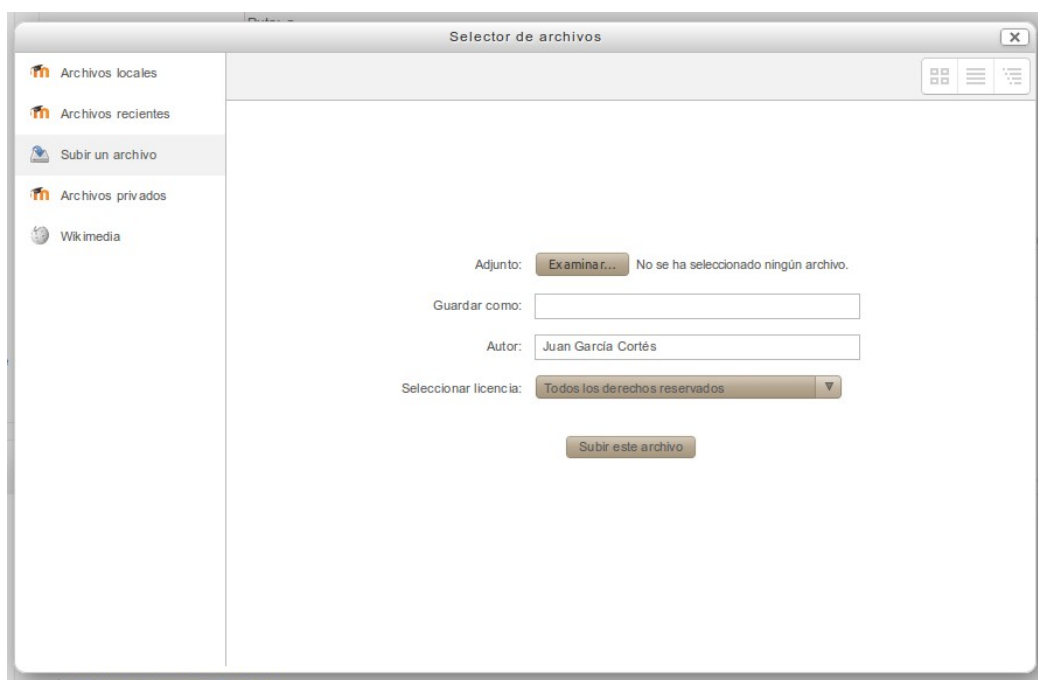 Selector de archivos
Archivos locales
Archivos recientes
Subir un archivo
Archivos privados
Wikimedia
Adjunto: Examinar... No se ha seleccionado ningún archivo.
Guardar como:
Autor: Juan García Cortés
Seleccionar licencia: Todos los derechos reservados
Subir este archivo